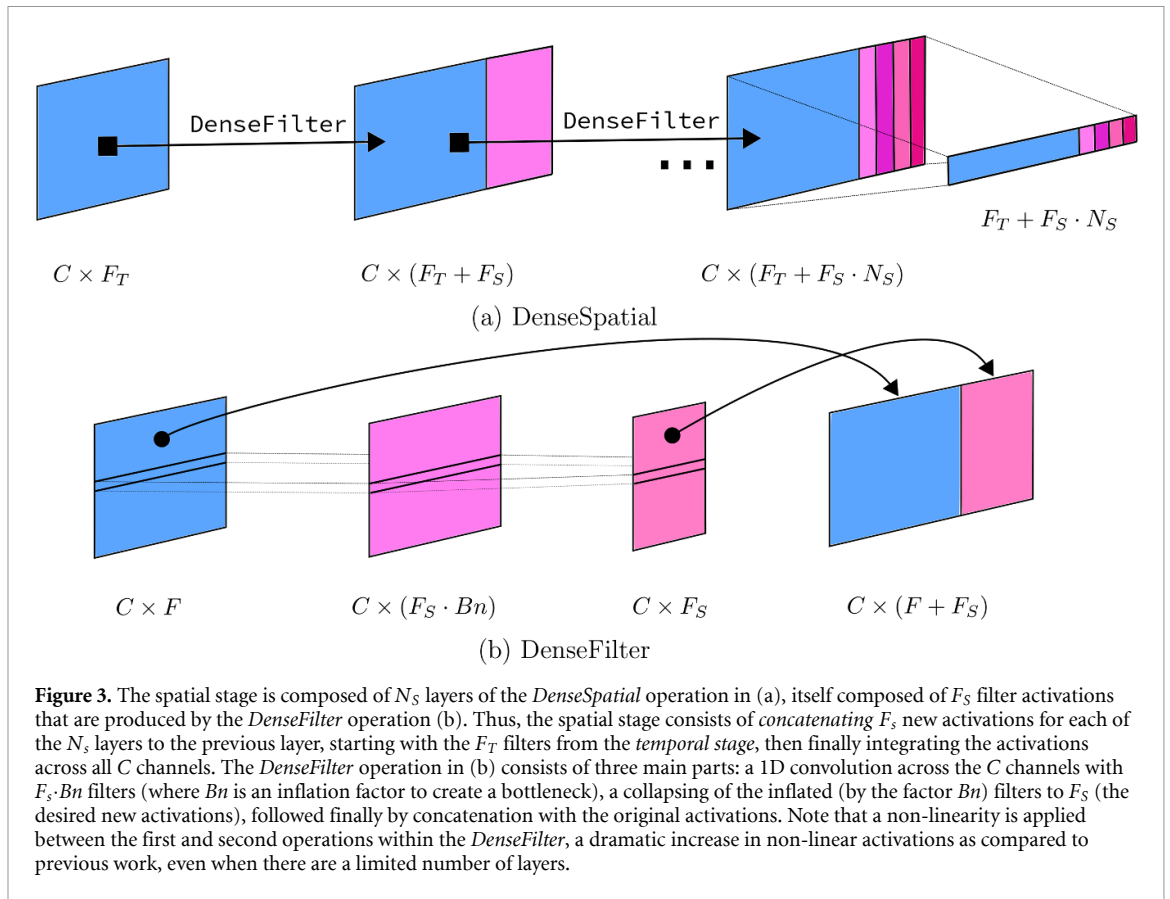 DenseFilter
DenseFilter
...
F_T + F_S · N_S
C × F_T
C × (F_T + F_S)
C × (F_T + F_S · N_S)
(a) DenseSpatial
C × F
C × (F_S · Bn)
C × F_S
C × (F + F_S)
(b) DenseFilter
Figure 3. The spatial stage is composed of N_S layers of the DenseSpatial operation in (a), itself composed of F_S filter activations
that are produced by the DenseFilter operation (b). Thus, the spatial stage consists of concatenating F_s new activations for each of
the N_s layers to the previous layer, starting with the F_T filters from the temporal stage, then finally integrating the activations
across all C channels. The DenseFilter operation in (b) consists of three main parts: a 1D convolution across the C channels with
F_s·Bn filters (where Bn is an inflation factor to create a bottleneck), a collapsing of the inflated (by the factor Bn) filters to F_S (the
desired new activations), followed finally by concatenation with the original activations. Note that a non-linearity is applied
between the first and second operations within the DenseFilter, a dramatic increase in non-linear activations as compared to
previous work, even when there are a limited number of layers.